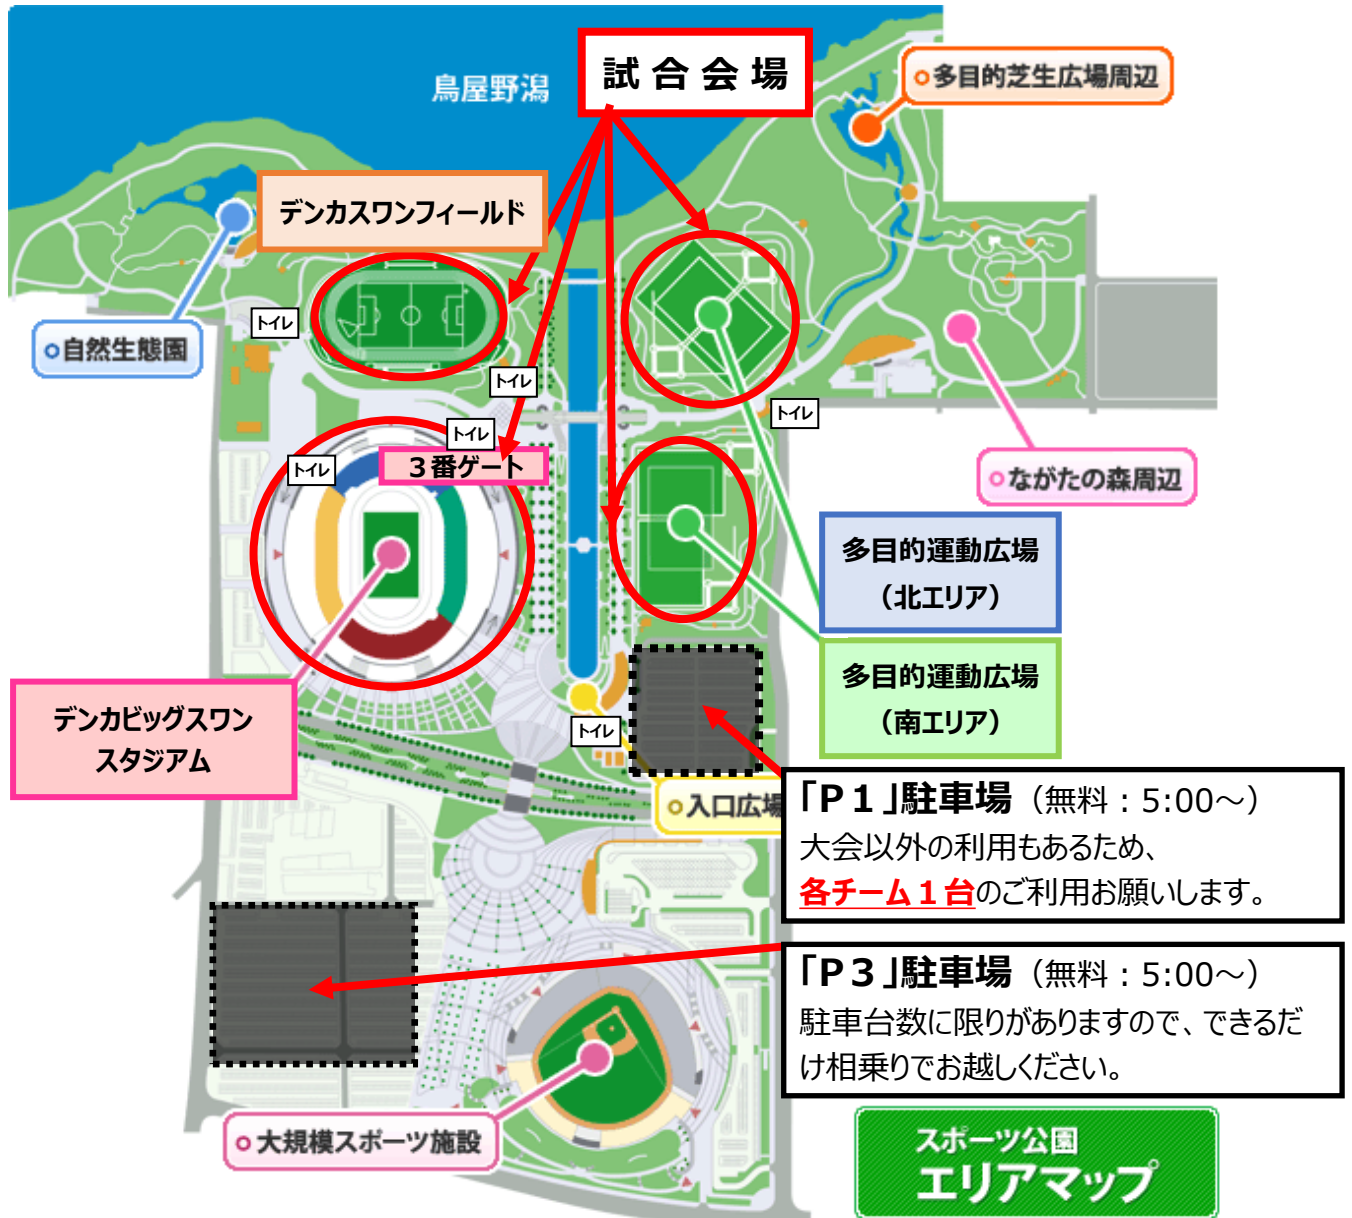 試合会場
鳥屋野潟
多目的芝生広場周辺
デンカスワンフィールド
トイレ
自然生態園
トイレ
トイレ
トイレ
トイレ
３番ゲート
ながたの森周辺
多目的運動広場
（北エリア）
多目的運動広場
（南エリア）
デンカビッグスワン
スタジアム
トイレ
入口広場
「Ｐ１」駐車場（無料：5:00～）
大会以外の利用もあるため、
各チーム１台のご利用お願いします。
「Ｐ３」駐車場（無料：5:00～）
駐車台数に限りがありますので、できるだ
け相乗りでお越しください。
大規模スポーツ施設
スポーツ公園
エリアマップ